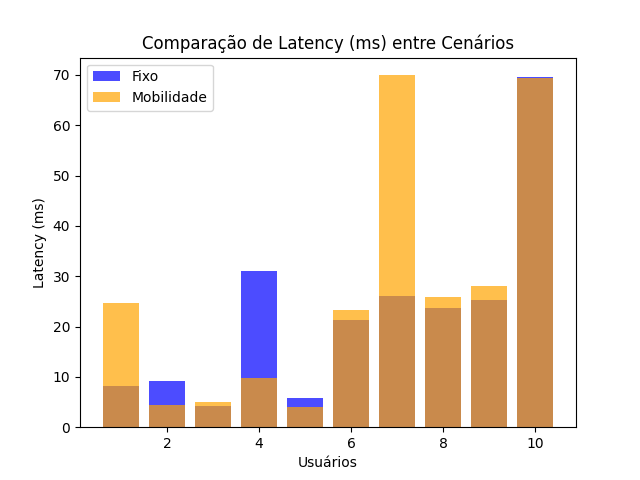 Comparação de Latency (ms) entre Cenários
Fixo
Mobilidade
Latency (ms)
70
60
50
40
30
20
10
0
2 4 6 8 10
Usuários